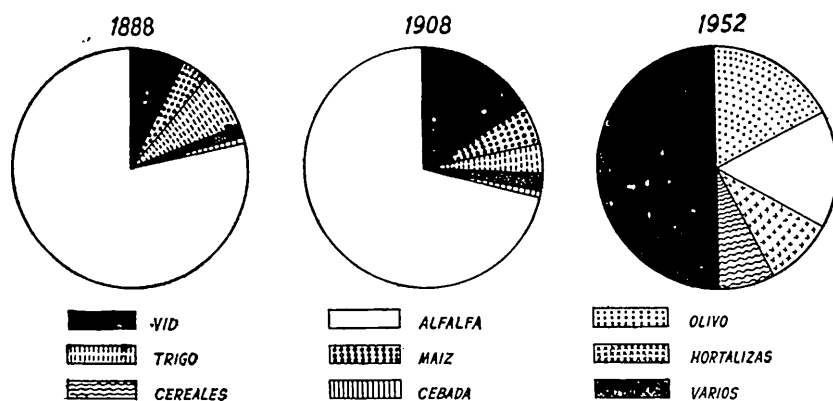 1888 1908 1952
VID ALFALFA OLIVO
TRIGO MAIZ HORTALIZAS
CEREALES CEBADA VARIOS